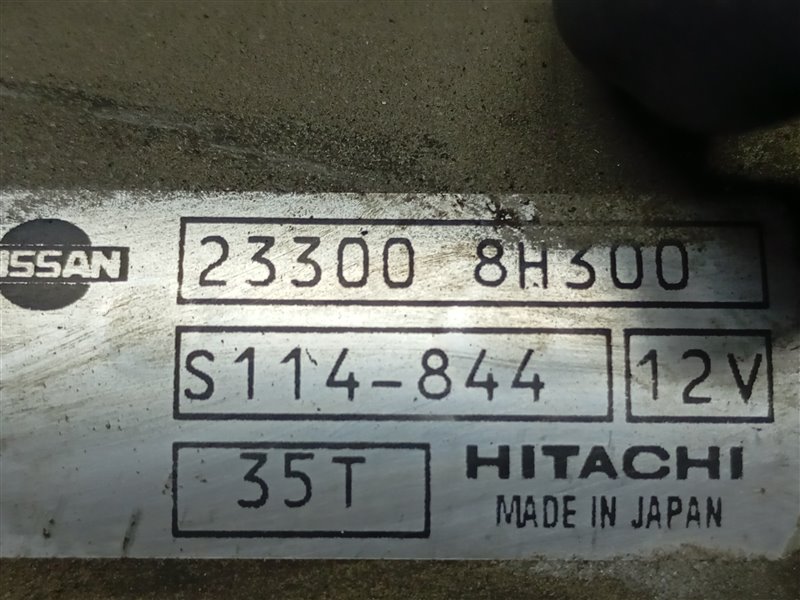 NISSAN
23300 8H300
S114-844 12V
35T HITACHI
MADE IN JAPAN